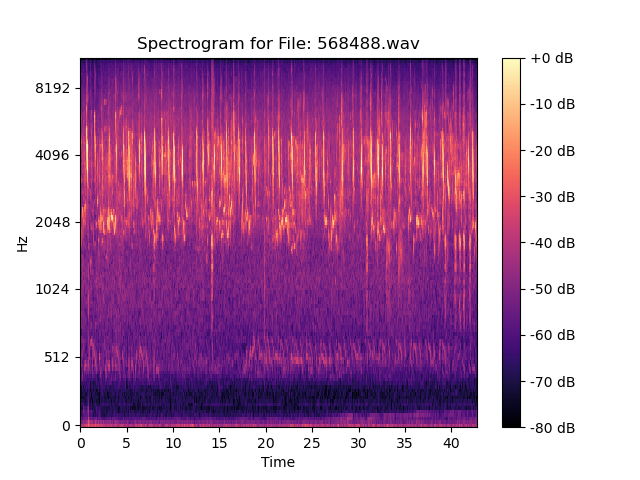 Spectrogram for File: 568488.wav
8192
4096
2048
1024
512
0
Hz
0 5 10 15 20 25 30 35 40
Time
+0 dB
-10 dB
-20 dB
-30 dB
-40 dB
-50 dB
-60 dB
-70 dB
-80 dB